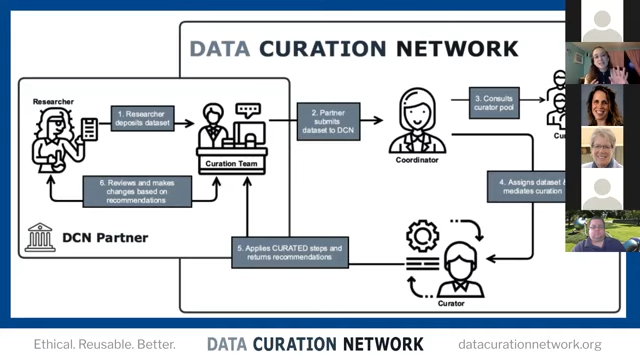 DATA CURATION NETWORK
Researcher
1. Researcher
deposits dataset
Curation Team
2. Partner
submits
dataset to DCN
Coordinator
3. Consults
curator pool
4. Assigns dataset &
mediates curation
6. Reviews and makes
changes based on
recommendations
DCN Partner
5. Applies CURATED steps and
returns recommendations
Curator
Ethical. Reusable. Better.
DATA CURATION NETWORK
datacurationnetwork.org